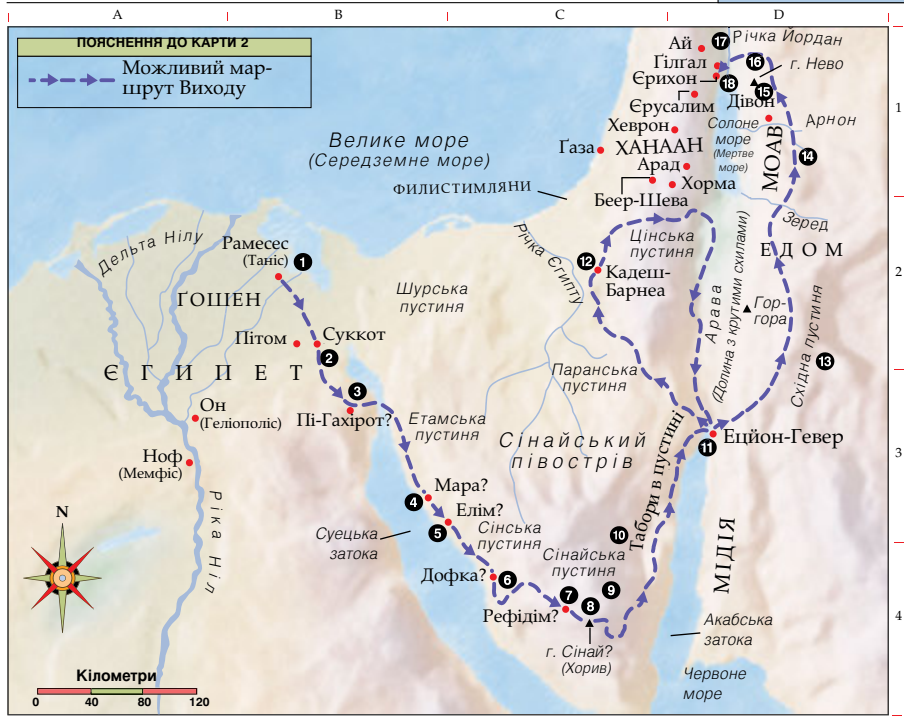 A B C D
ПОЯСНЕННЯ ДО КАРТИ 2
Можливий мар-
шрут Виходу
1
2
3
4
Велике море
(Середземне море)
ФИЛИСТИМЛЯНИ
Ай
17
Річка Йордан
Ґілґал
16
г. Нево
Єрихон
18
15
Єрусалим
Дівон
Хеврон
Солоне
море
(Мертве
море)
Арнон
Ґаза
ХАНААН
МОАВ
14
Арад
Хорма
Беер-Шева
Зеред
Дельта Нілу
Рамесес
(Таніс)
1
ҐОШЕН
Річка Єгипту
Цінська
пустиня
ЕДОМ
12
Кадеш-
Барнеа
Шурська
пустиня
Арава
(Долина з крутими схилами)
Гор-
гора
Східна пустиня
13
Пітом
Суккот
2
ЄГИПЕТ
Паранська
пустиня
3
Пі-Гахірот?
Он
(Геліополіс)
Етамська
пустиня
Сінайський
півострів
Ецйон-Гевер
11
Ноф
(Мемфіс)
Мара?
4
Елім?
5
Суецька
затока
Сінська
пустиня
Табори в пустині
10
Ріка Ніл
N
Дофка?
6
Сінайська
пустиня
9
МІДІЯ
7
8
Рефідім?
г. Сінай?
(Хорив)
Акабська
затока
Червоне
море
Кілометри
0 40 80 120